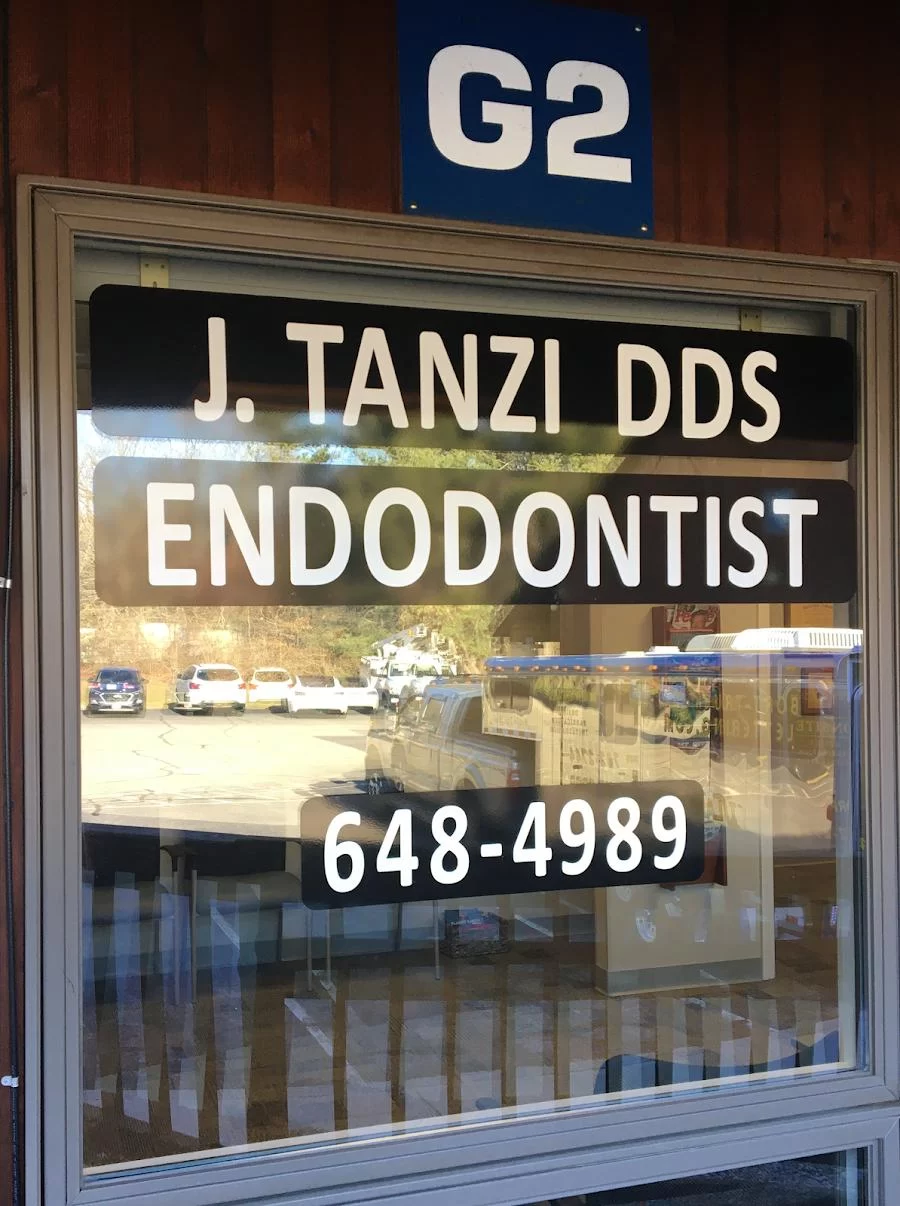 G2
J. TANZI DDS
ENDODONTIST
648-4989